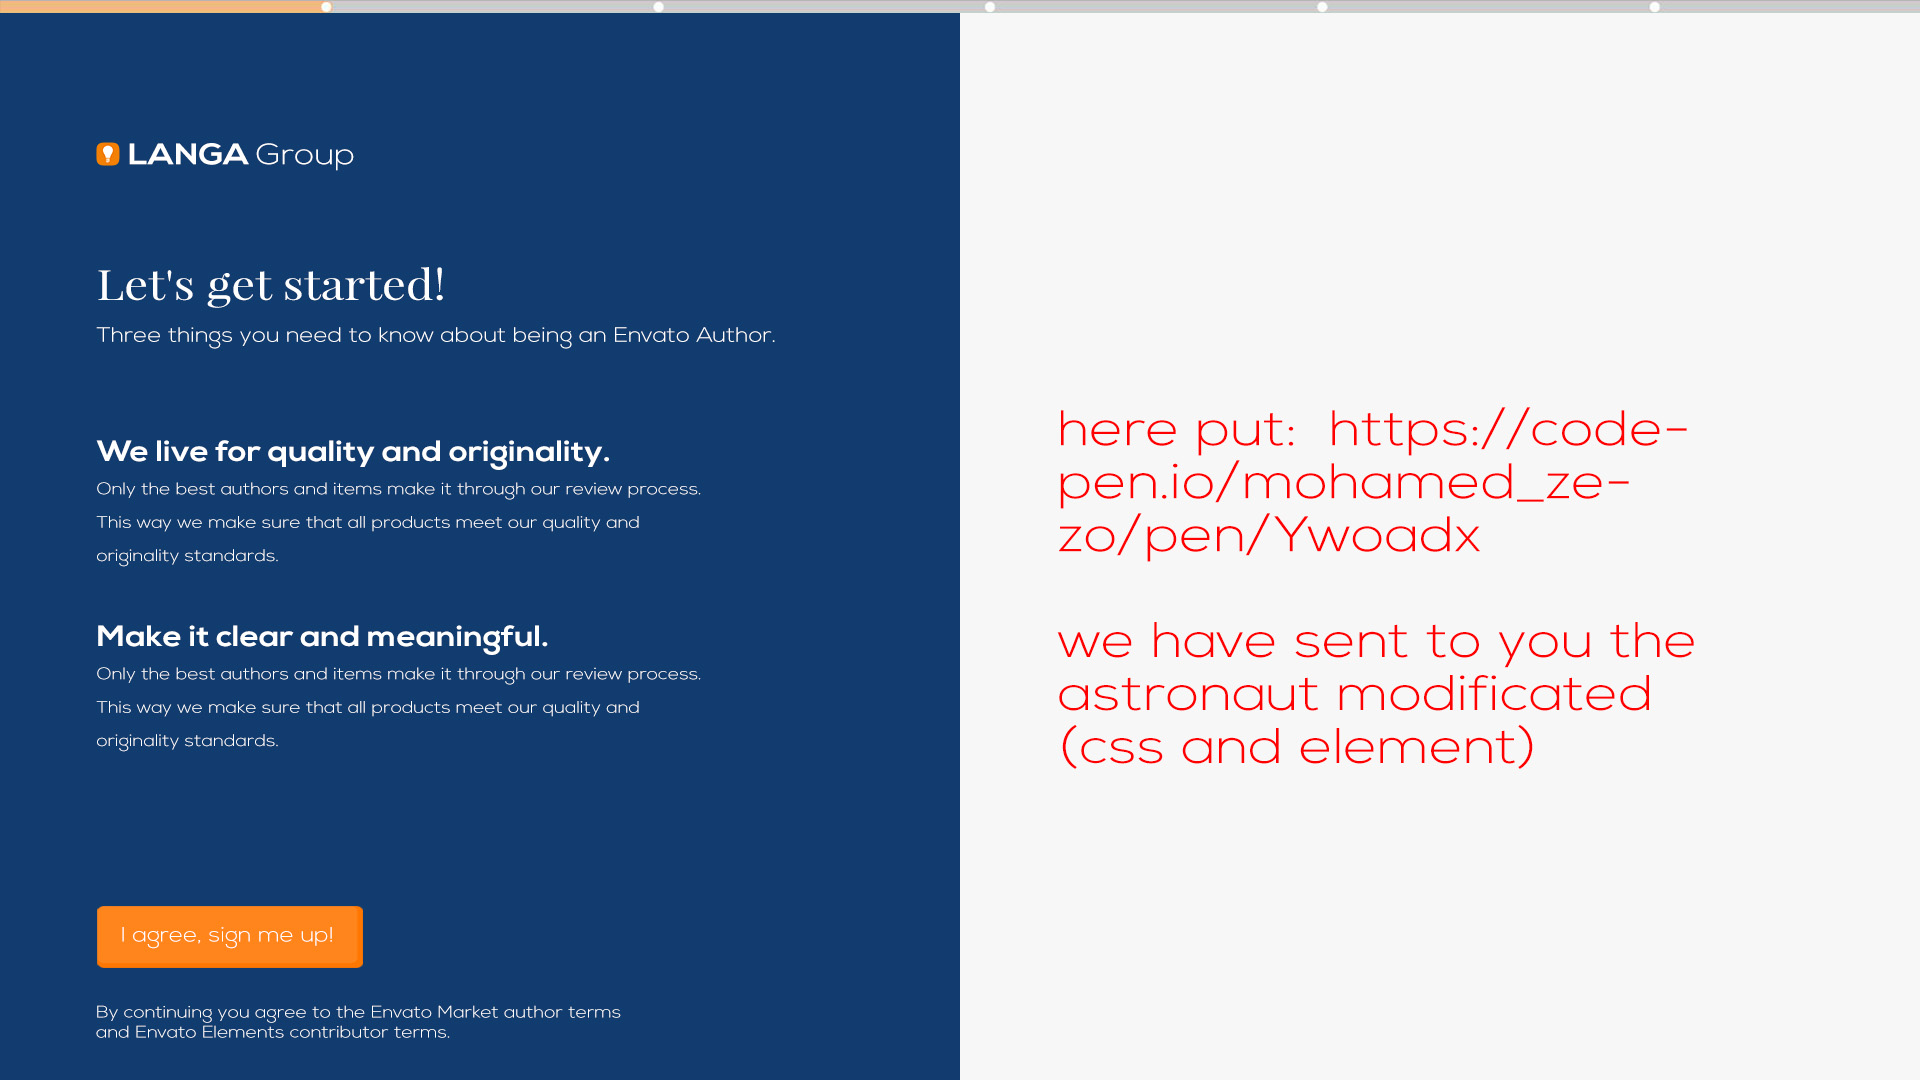 LANGA Group
Let's get started!
Three things you need to know about being an Envato Author.
We live for quality and originality.
Only the best authors and items make it through our review process.
This way we make sure that all products meet our quality and
originality standards.
Make it clear and meaningful.
Only the best authors and items make it through our review process.
This way we make sure that all products meet our quality and
originality standards.
I agree, sign me up!
By continuing you agree to the Envato Market author terms
and Envato Elements contributor terms.
here put:  https://code-
pen.io/mohamed_ze-
zo/pen/Ywoadx
we have sent to you the
astronaut modificated
(css and element)